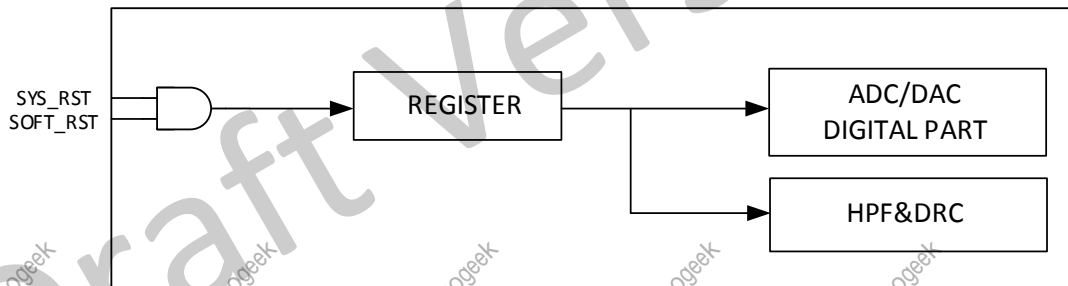 SYS_RST
SOFT_RST
REGISTER
ADC/DAC
DIGITAL PART
HPF&DRC